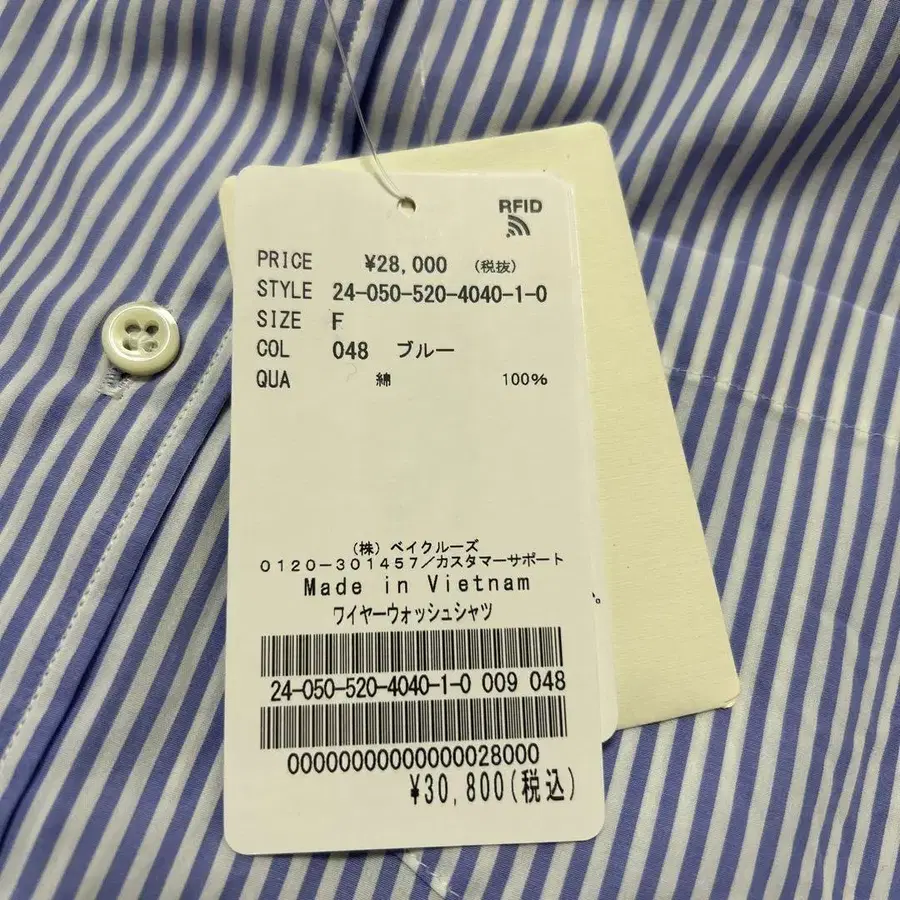 RFID
PRICE ¥28,000 (税抜)
STYLE 24-050-520-4040-1-0
SIZE F
COL 048 ブルー
QUA 綿 100%
(株) ベイクルーズ
0120-301457/カスタマーサポート
Made in Vietnam
ワイヤーウォッシュシャツ
24-050-520-4040-1-0 009 048
00000000000000028000
¥30,800(税込)
。